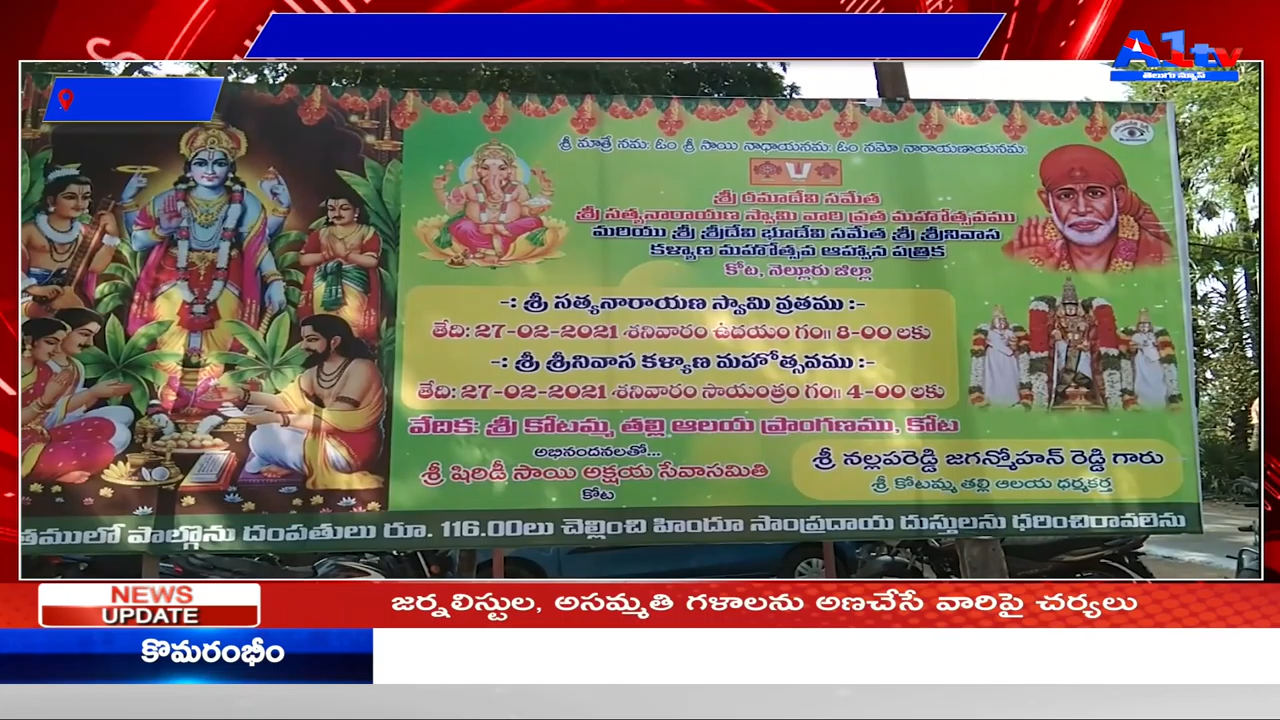 A1tv
తెలుగు న్యూస్
శ్రీ మాత్రే నమః ఓం శ్రీ సాయి నాధాయనమః ఓం నమో నారాయణాయనమః
శ్రీ రమాదేవి సమేత
శ్రీ సత్యనారాయణ స్వామి వారి వ్రత మహోత్సవము
మరియు శ్రీ శ్రీదేవి భూదేవి సమేత శ్రీ శ్రీనివాస
కళ్యాణ మహోత్సవ ఆహ్వాన పత్రిక
కోట, నెల్లూరు జిల్లా
-: శ్రీ సత్యనారాయణ స్వామి వ్రతము :-
తేది: 27-02-2021 శనివారం ఉదయం గం॥ 8-00 లకు
-: శ్రీ శ్రీనివాస కళ్యాణ మహోత్సవము :-
తేది: 27-02-2021 శనివారం సాయంత్రం గం॥ 4-00 లకు
వేదిక: శ్రీ కోటమ్మ తల్లి ఆలయ ప్రాంగణము, కోట
అభినందనలతో...
శ్రీ షిరిడీ సాయి అక్షయ సేవాసమితి
కోట
శ్రీ నల్లపరెడ్డి జగన్మోహన్ రెడ్డి గారు
శ్రీ కోటమ్మ తల్లి ఆలయ ధర్మకర్త
తములో పాల్గొను దంపతులు రూ. 116.00లు చెల్లించి హిందూ సాంప్రదాయ దుస్తులను ధరించిరావలెను
NEWS
UPDATE
జర్నలిస్టుల, అసమ్మతి గళాలను అణచేసే వారిపై చర్యలు
కొమరంభీం